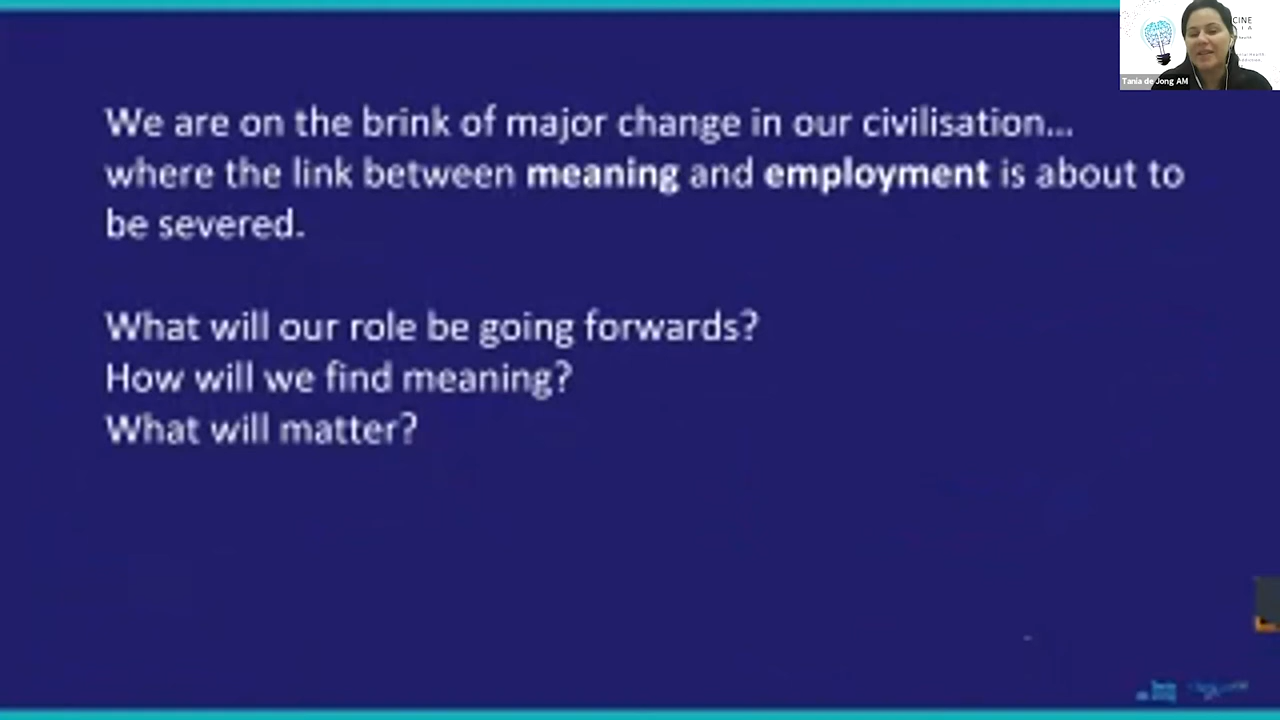 We are on the brink of major change in our civilisation...
where the link between meaning and employment is about to
be severed.
What will our role be going forwards?
How will we find meaning?
What will matter?
CINE
Tania de Jong AM